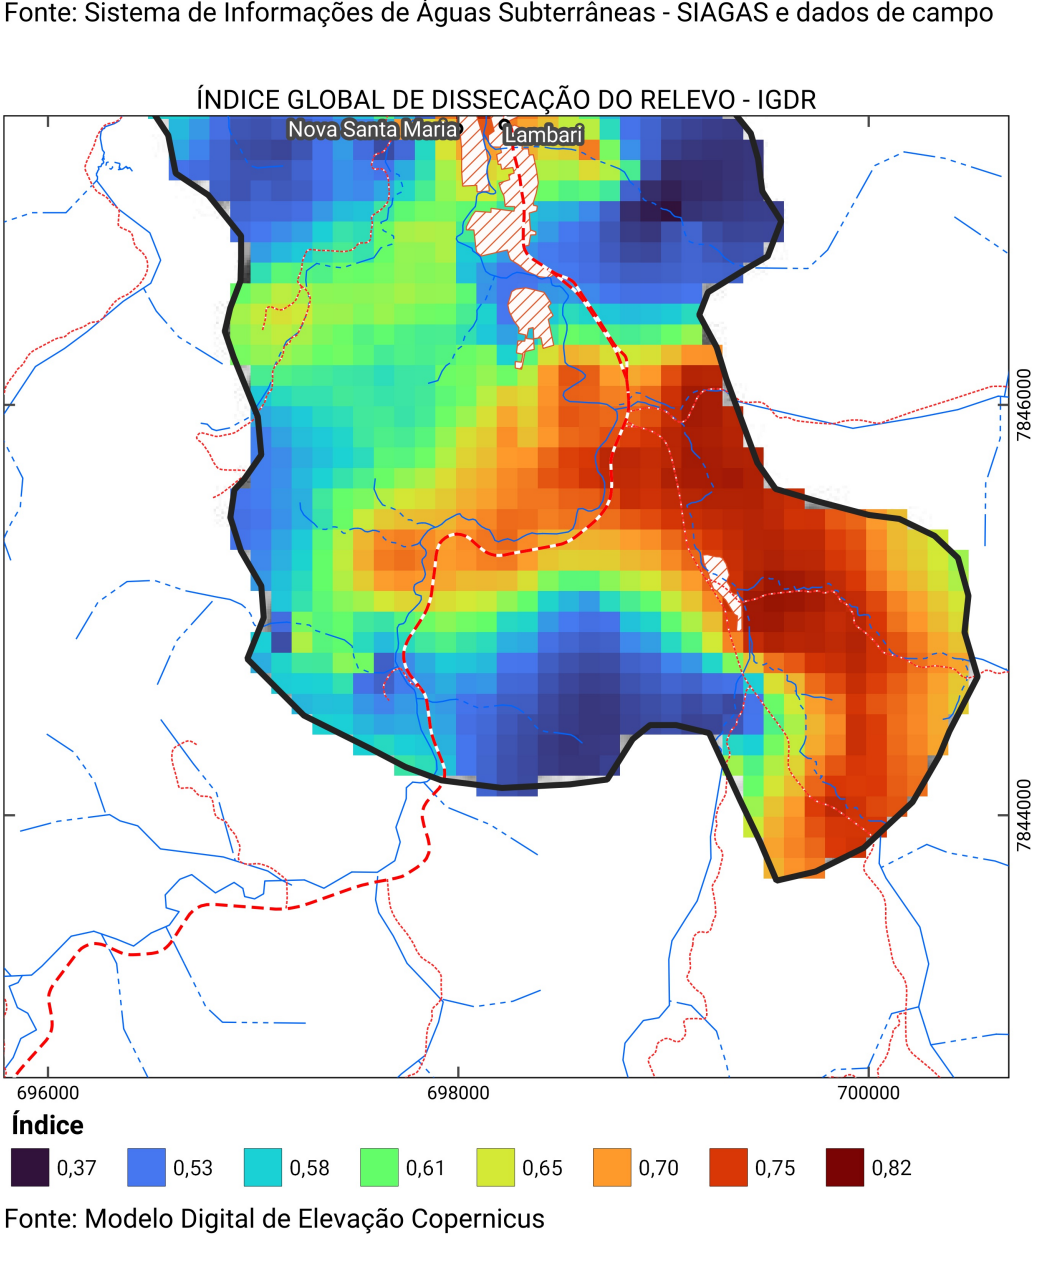 Fonte: Sistema de Informações de Águas Subterrâneas - SIAGAS e dados de campo
ÍNDICE GLOBAL DE DISSECAÇÃO DO RELEVO - IGDR
Nova Santa Maria
Lambari
7846000
7844000
696000
698000
700000
Índice
0,37
0,53
0,58
0,61
0,65
0,70
0,75
0,82
Fonte: Modelo Digital de Elevação Copernicus